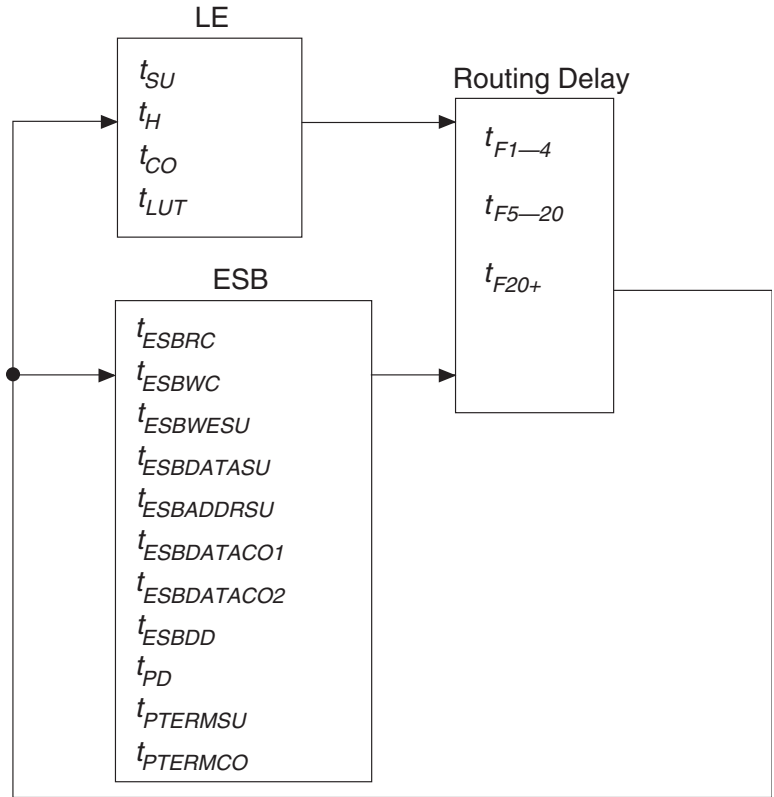 LE
tSU
tH
tCO
tLUT
Routing Delay
tF1—4
tF5—20
tF20+
ESB
tESBRC
tESBWC
tESBWESU
tESBDATASU
tESBADDRSU
tESBDATACO1
tESBDATACO2
tESBDD
tPD
tPTERMSU
tPTERMCO